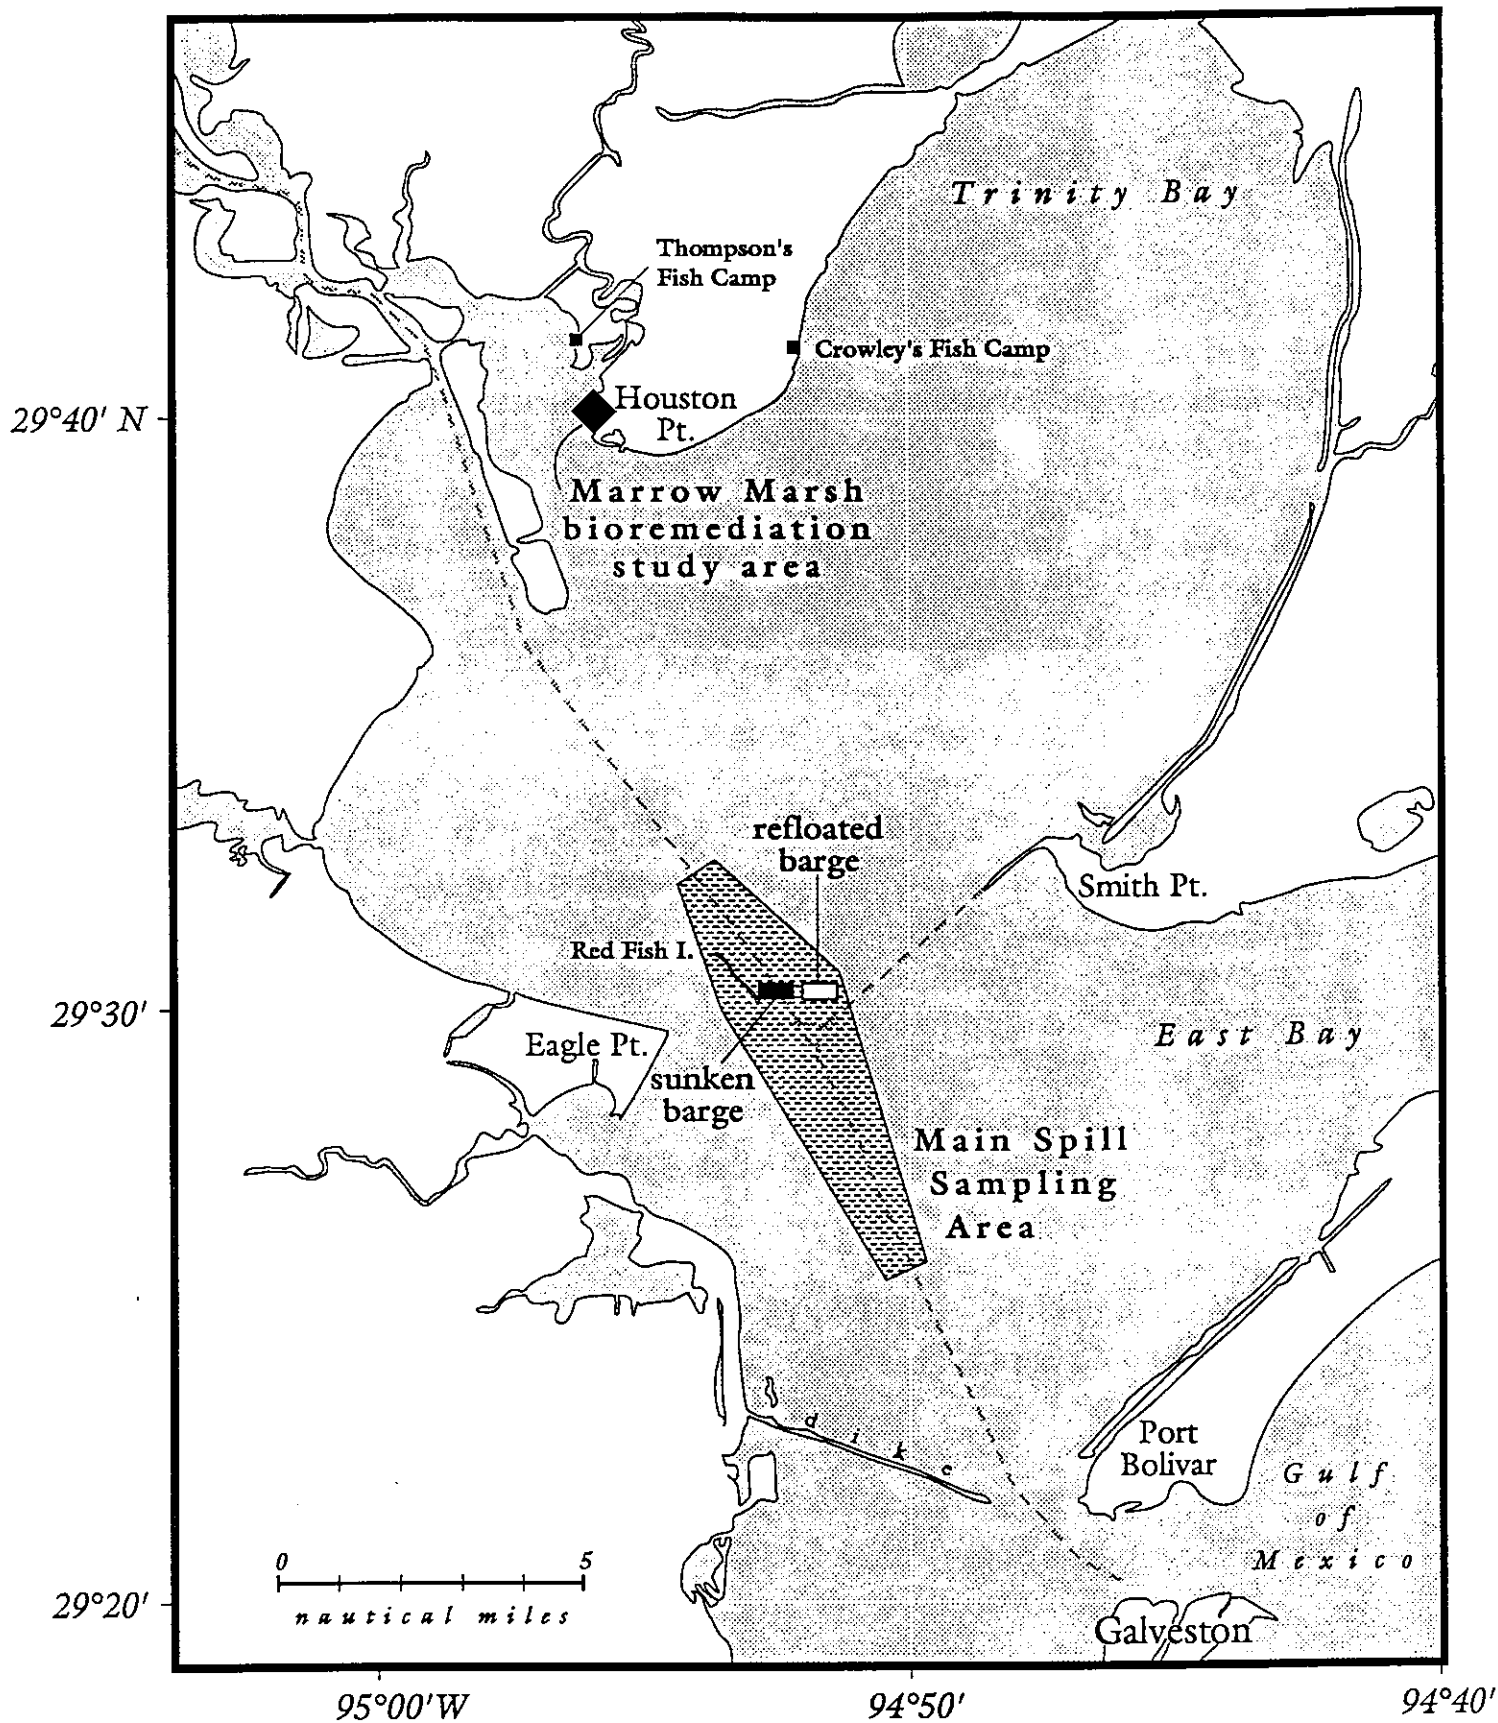 Trinity Bay
Thompson's
Fish Camp
Crowley's Fish Camp
29°40' N
Houston
Pt.
Marrow Marsh
bioremediation
study area
refloated
barge
Smith Pt.
Red Fish I.
29°30'
Eagle Pt.
East Bay
sunken
barge
Main Spill
Sampling
Area
dike
Port
Bolivar
Gulf
of
Mexico
0 5
nautical miles
29°20'
Galveston
95°00'W 94°50' 94°40'